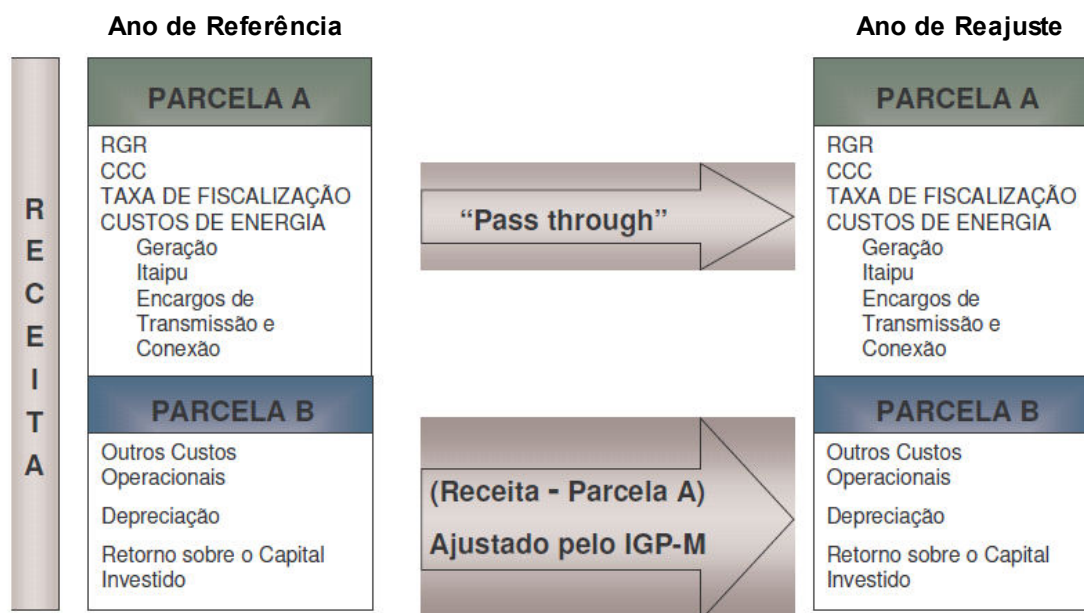 Ano de Referência
Ano de Reajuste
RECEITA
PARCELA A
RGR
CCC
TAXA DE FISCALIZAÇÃO
CUSTOS DE ENERGIA
Geração
Itaipu
Encargos de
Transmissão e
Conexão
PARCELA B
Outros Custos
Operacionais
Depreciação
Retorno sobre o Capital
Investido
“Pass through”
(Receita - Parcela A)
Ajustado pelo IGP-M
PARCELA A
RGR
CCC
TAXA DE FISCALIZAÇÃO
CUSTOS DE ENERGIA
Geração
Itaipu
Encargos de
Transmissão e
Conexão
PARCELA B
Outros Custos
Operacionais
Depreciação
Retorno sobre o Capital
Investido